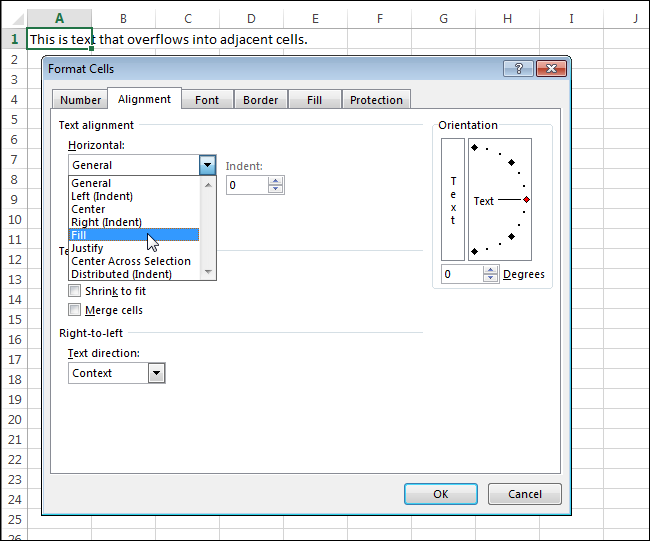 A B C D E F G H I J
1 This is text that overflows into adjacent cells.
2
3 Format Cells ?
4 Number Alignment Font Border Fill Protection
5 Text alignment Orientation
6 Horizontal:
7 General Indent:
8 General 0
Left (Indent)
9 Center Text Text
Right (Indent)
10 Fill
11 Justify
Te
12 Center Across Selection
Distributed (Indent) 0 Degrees
13 Shrink to fit
14 Merge cells
15
16 Right-to-left
17 Text direction:
18 Context
19
20
21
22
23
24 OK Cancel
25
26